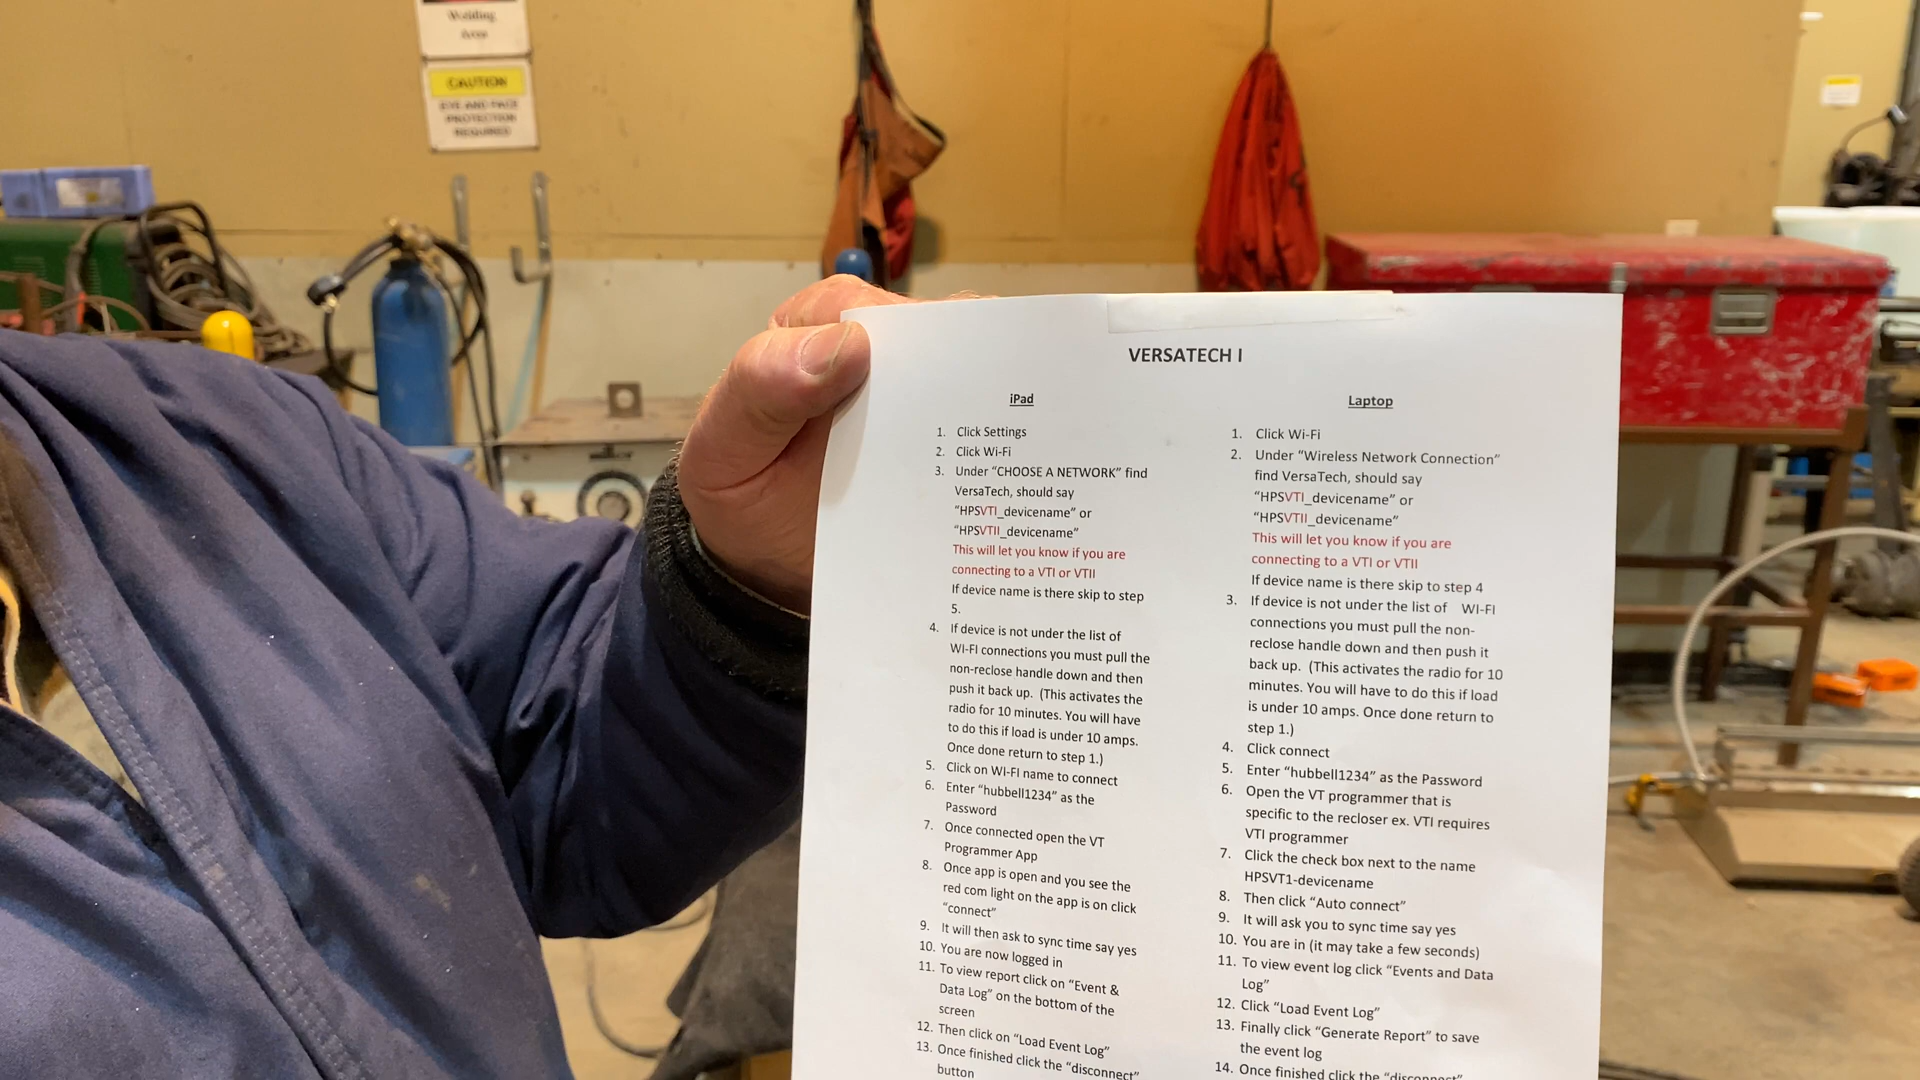 Welding
Area
CAUTION
EYE AND FACE
PROTECTION
REQUIRED
VERSATECH I
iPad
1. Click Settings
2. Click Wi-Fi
3. Under “CHOOSE A NETWORK” find
VersaTech, should say
“HPSVTI_devicename” or
“HPSVTII_devicename”
This will let you know if you are
connecting to a VTI or VTII
If device name is there skip to step
5.
4. If device is not under the list of
WI-FI connections you must pull the
non-reclose handle down and then
push it back up. (This activates the
radio for 10 minutes. You will have
to do this if load is under 10 amps.
Once done return to step 1.)
5. Click on WI-FI name to connect
6. Enter “hubbell1234” as the
Password
7. Once connected open the VT
Programmer App
8. Once app is open and you see the
red com light on the app is on click
“connect”
9. It will then ask to sync time say yes
10. You are now logged in
11. To view report click on “Event &
Data Log” on the bottom of the
screen
12. Then click on “Load Event Log”
13. Once finished click the “disconnect”
button
Laptop
1. Click Wi-Fi
2. Under “Wireless Network Connection”
find VersaTech, should say
“HPSVTI_devicename” or
“HPSVTII_devicename”
This will let you know if you are
connecting to a VTI or VTII
If device name is there skip to step 4
3. If device is not under the list of WI-FI
connections you must pull the non-
reclose handle down and then push it
back up. (This activates the radio for 10
minutes. You will have to do this if load
is under 10 amps. Once done return to
step 1.)
4. Click connect
5. Enter “hubbell1234” as the Password
6. Open the VT programmer that is
specific to the recloser ex. VTI requires
VTI programmer
7. Click the check box next to the name
HPSVT1-devicename
8. Then click “Auto connect”
9. It will ask you to sync time say yes
10. You are in (it may take a few seconds)
11. To view event log click “Events and Data
Log”
12. Click “Load Event Log”
13. Finally click “Generate Report” to save
the event log
14. Once finished click the “disconnect”